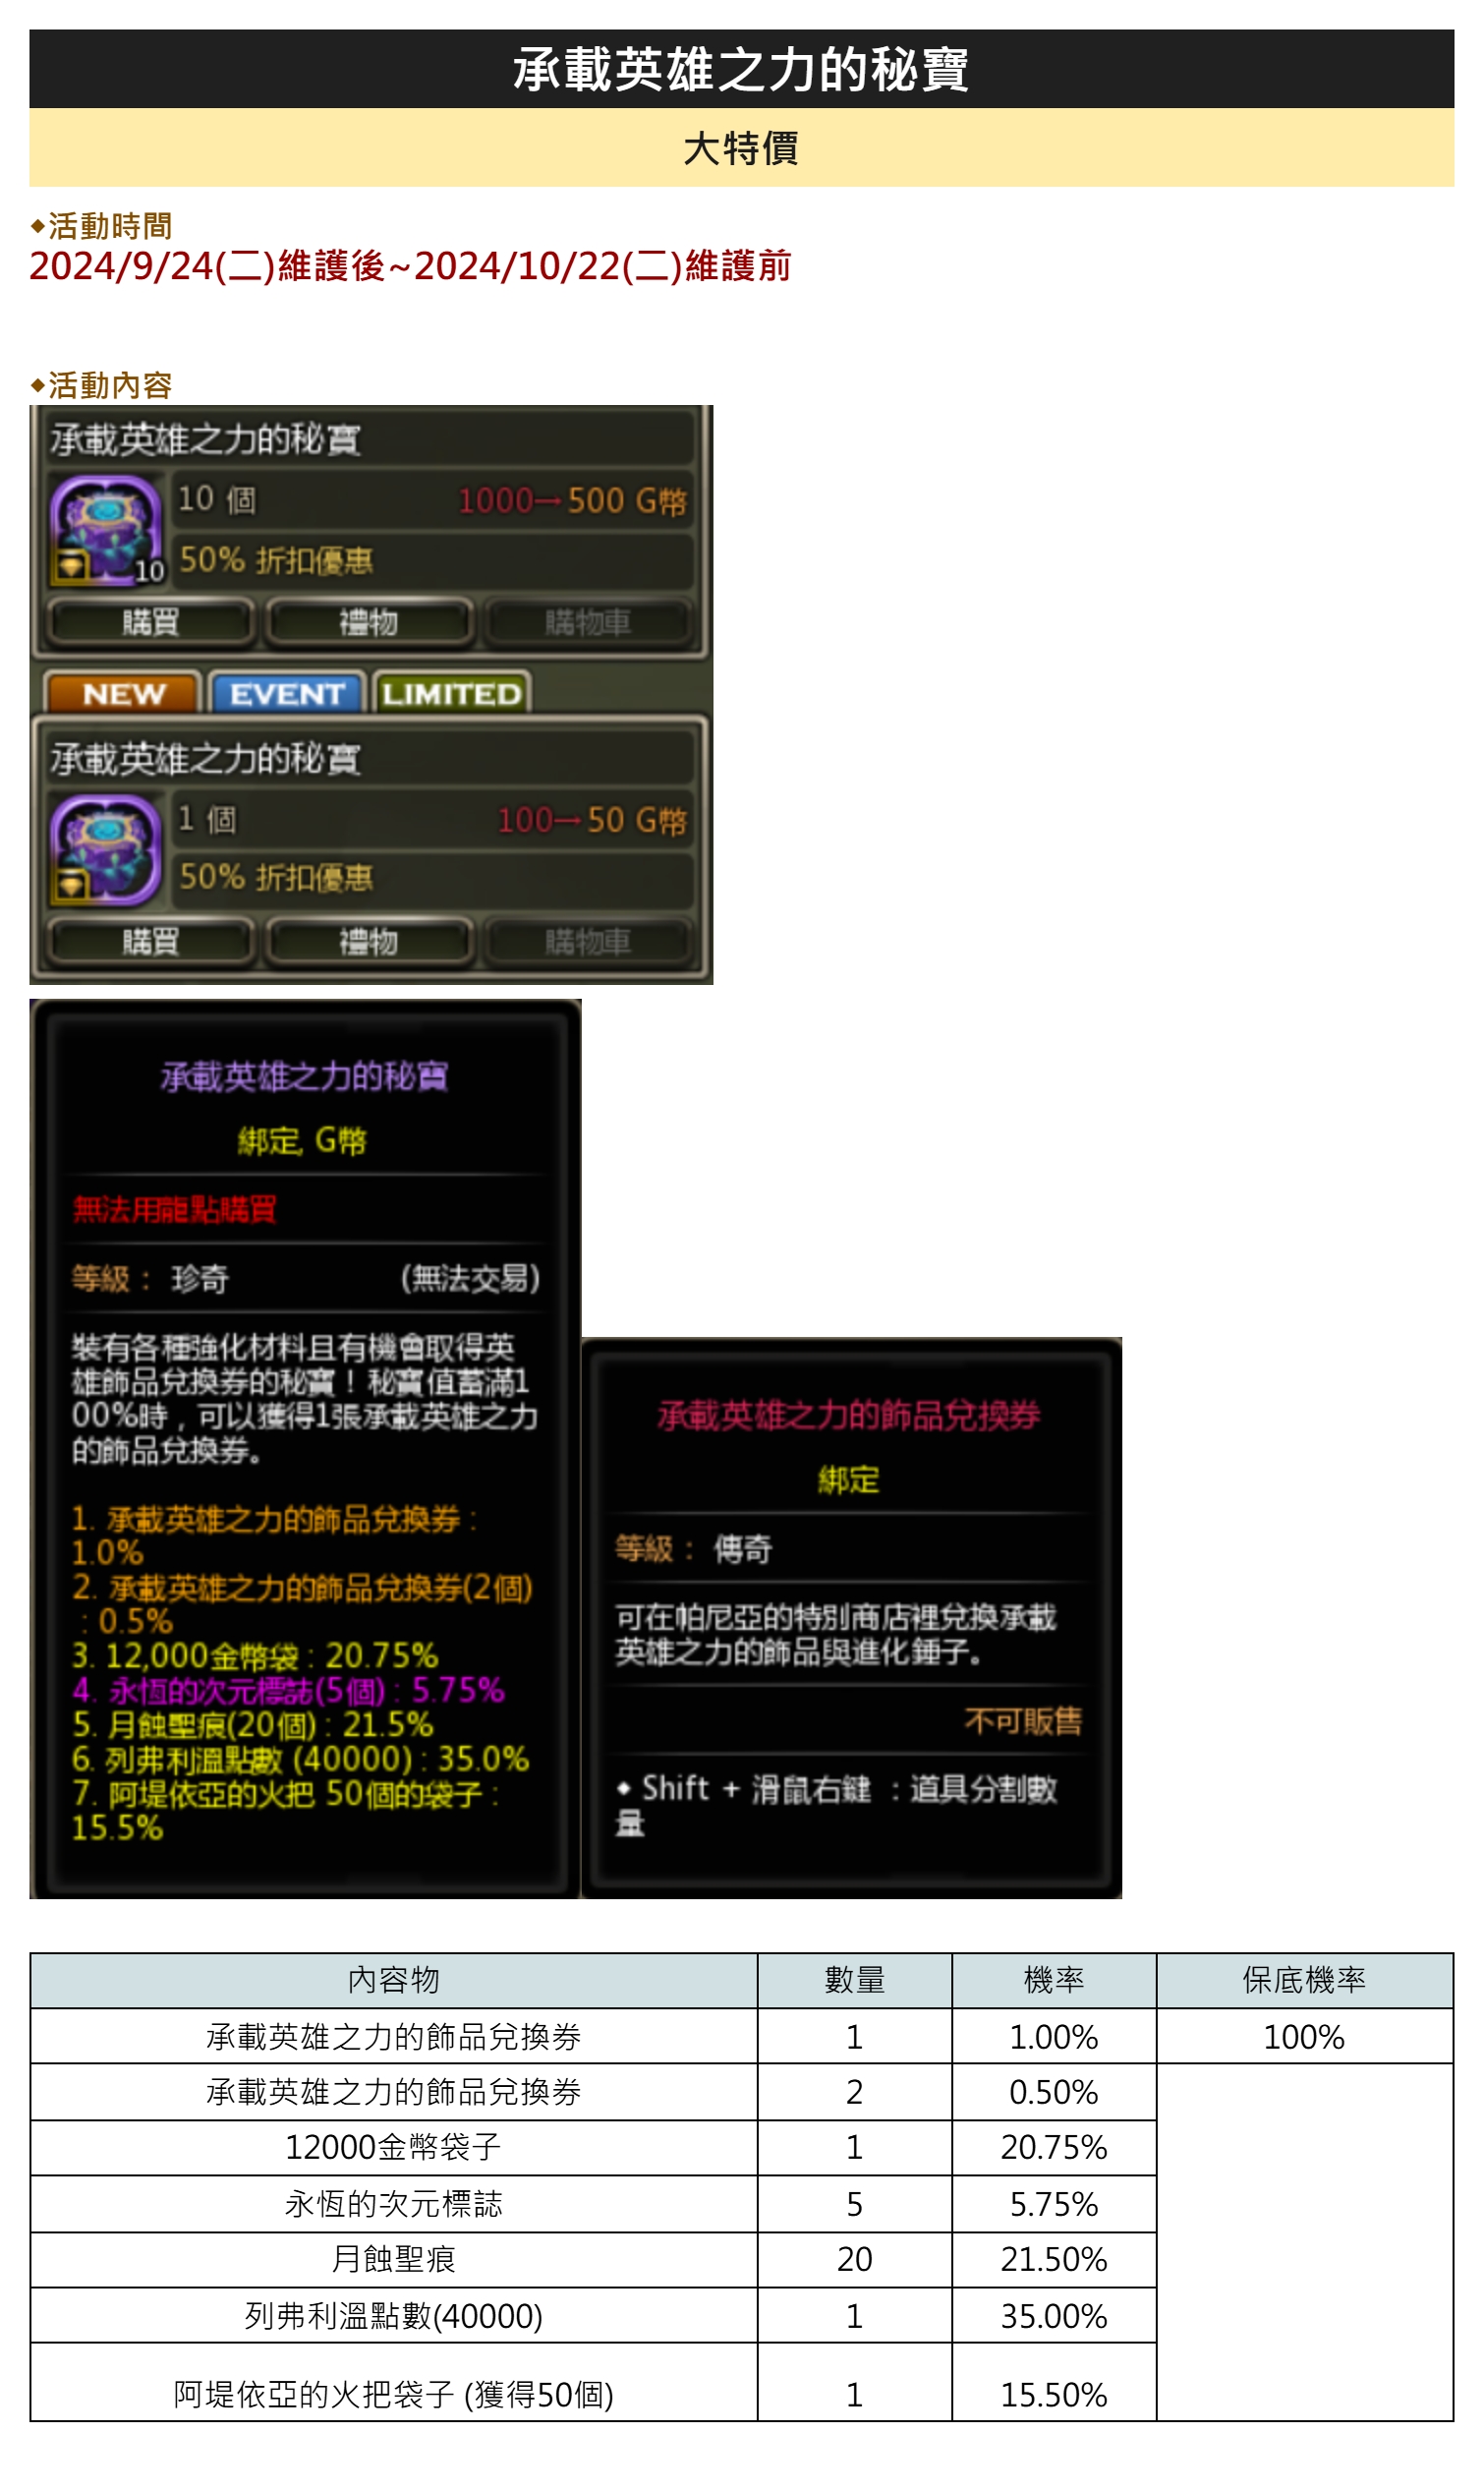 承載英雄之力的秘寶
大特價
◆活動時間
2024/9/24(二)維護後~2024/10/22(二)維護前
◆活動內容
承載英雄之力的秘寶
10 個 1000→500 G幣
10
50% 折扣優惠
購買 禮物 購物車
NEW EVENT LIMITED
承載英雄之力的秘寶
1 個 100→50 G幣
50% 折扣優惠
購買 禮物 購物車
承載英雄之力的秘寶
綁定, G幣
無法用龍點購買
等級 : 珍奇 (無法交易)
裝有各種強化材料且有機會取得英
雄飾品兌換券的秘寶！秘寶值蓄滿1
00%時，可以獲得1張承載英雄之力
的飾品兌換券。
1. 承載英雄之力的飾品兌換券 :
1.0%
2. 承載英雄之力的飾品兌換券(2個)
: 0.5%
3. 12,000金幣袋 : 20.75%
4. 永恆的次元標誌(5個) : 5.75%
5. 月蝕聖痕(20個) : 21.5%
6. 列弗利溫點數 (40000) : 35.0%
7. 阿堤依亞的火把 50個的袋子 :
15.5%
承載英雄之力的飾品兌換券
綁定
等級 : 傳奇
可在帕尼亞的特別商店裡兌換承載
英雄之力的飾品與進化錘子。
不可販售
◆ Shift + 滑鼠右鍵 : 道具分割數
量
內容物 數量 機率 保底機率
承載英雄之力的飾品兌換券 1 1.00% 100%
承載英雄之力的飾品兌換券 2 0.50%
12000金幣袋子 1 20.75%
永恆的次元標誌 5 5.75%
月蝕聖痕 20 21.50%
列弗利溫點數(40000) 1 35.00%
阿堤依亞的火把袋子 (獲得50個) 1 15.50%